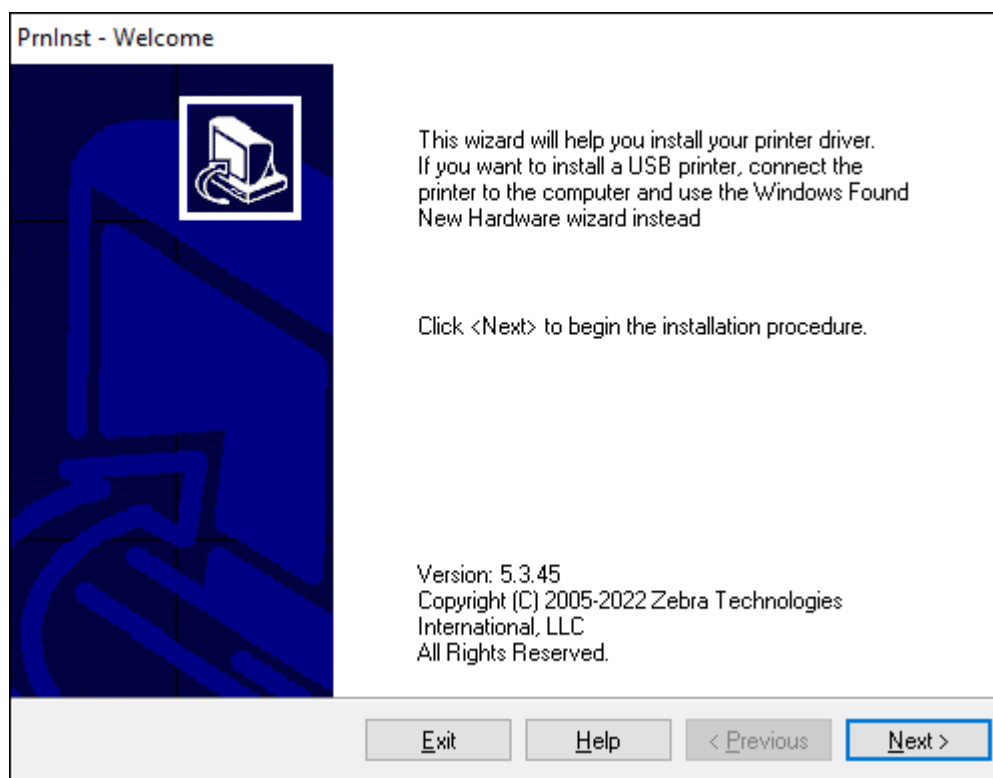 PrnInst - Welcome
This wizard will help you install your printer driver.
If you want to install a USB printer, connect the
printer to the computer and use the Windows Found
New Hardware wizard instead
Click <Next> to begin the installation procedure.
Version: 5.3.45
Copyright (C) 2005-2022 Zebra Technologies
International, LLC
All Rights Reserved.
Exit Help < Previous Next >